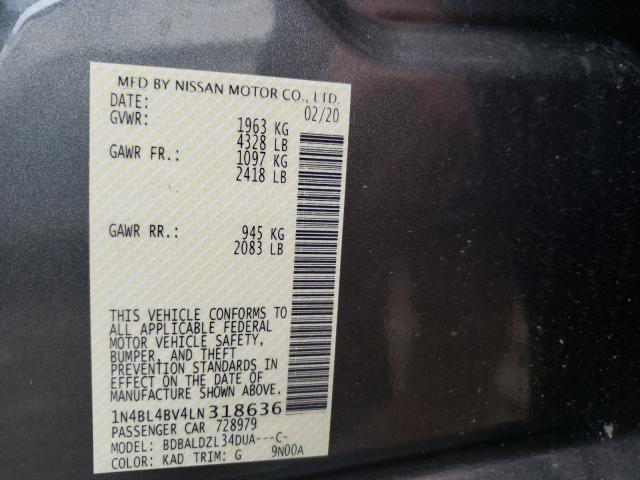 MFD BY NISSAN MOTOR CO., LTD.
DATE: 02/20
GVWR: 1963 KG
4328 LB
GAWR FR.: 1097 KG
2418 LB
GAWR RR.: 945 KG
2083 LB
THIS VEHICLE CONFORMS TO
ALL APPLICABLE FEDERAL
MOTOR VEHICLE SAFETY,
BUMPER, AND THEFT
PREVENTION STANDARDS IN
EFFECT ON THE DATE OF
MANUFACTURE SHOWN ABOVE.
1N4BL4BV4LN318636
PASSENGER CAR 728979
MODEL: BDBALDZL34DUA---C-
COLOR: KAD TRIM: G 9N00A